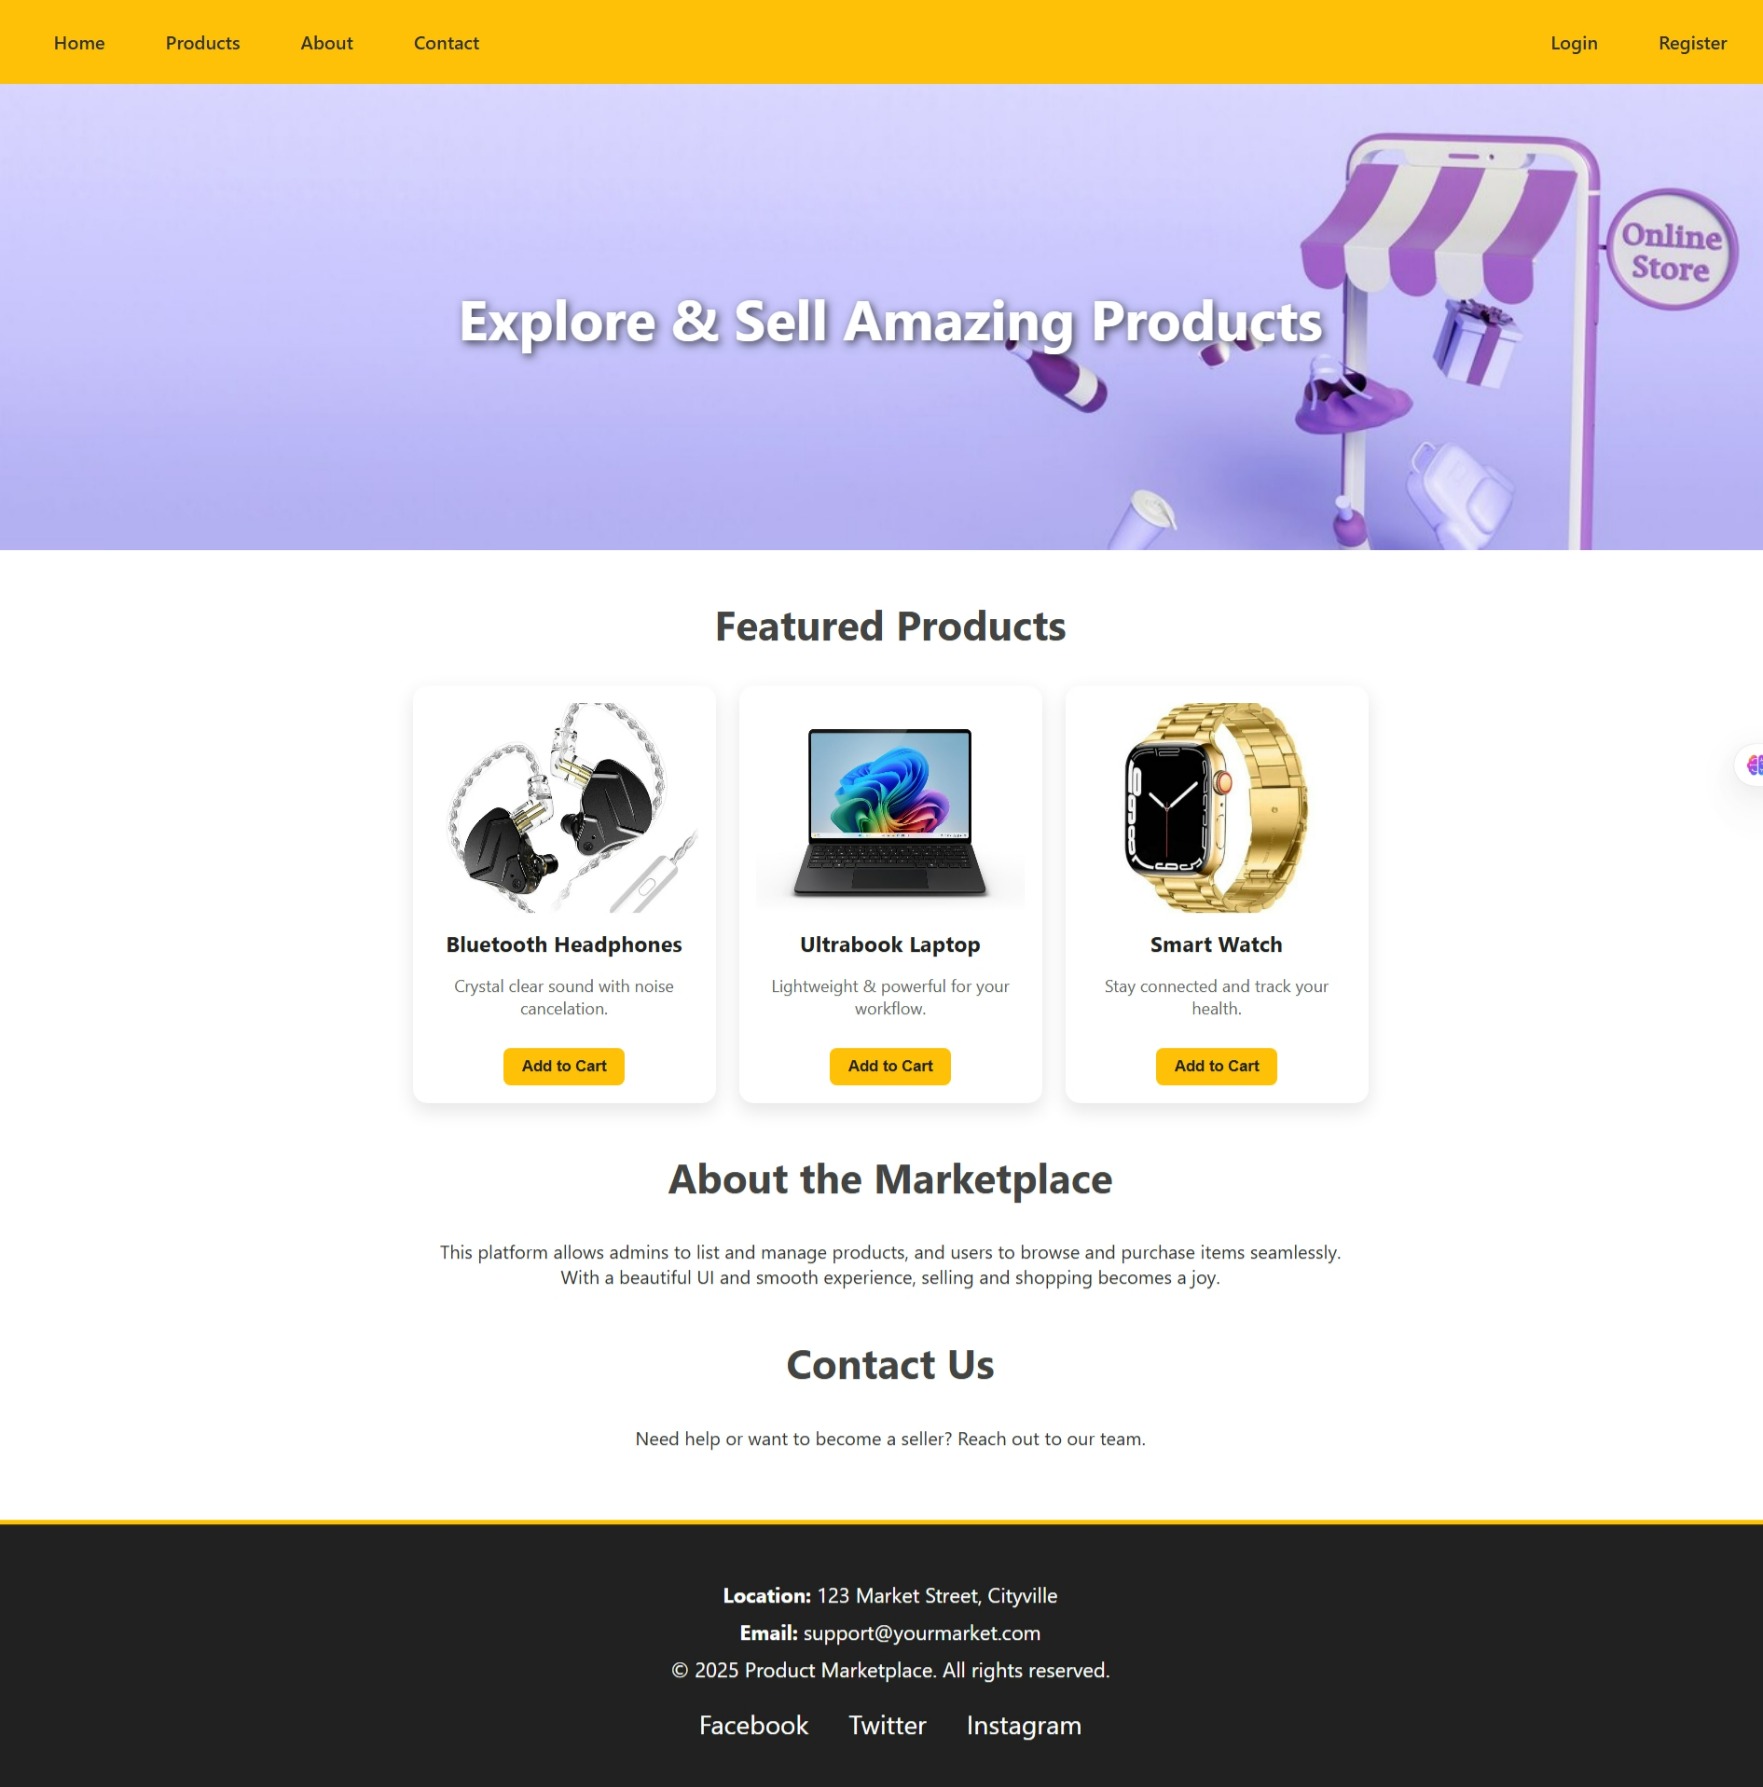 Home Products About Contact Login Register
Online
Store
Explore & Sell Amazing Products
Featured Products
Bluetooth Headphones
Crystal clear sound with noise
cancelation.
Add to Cart
Ultrabook Laptop
Lightweight & powerful for your
workflow.
Add to Cart
Smart Watch
Stay connected and track your
health.
Add to Cart
About the Marketplace
This platform allows admins to list and manage products, and users to browse and purchase items seamlessly.
With a beautiful UI and smooth experience, selling and shopping becomes a joy.
Contact Us
Need help or want to become a seller? Reach out to our team.
Location: 123 Market Street, Cityville
Email: support@yourmarket.com
© 2025 Product Marketplace. All rights reserved.
Facebook Twitter Instagram